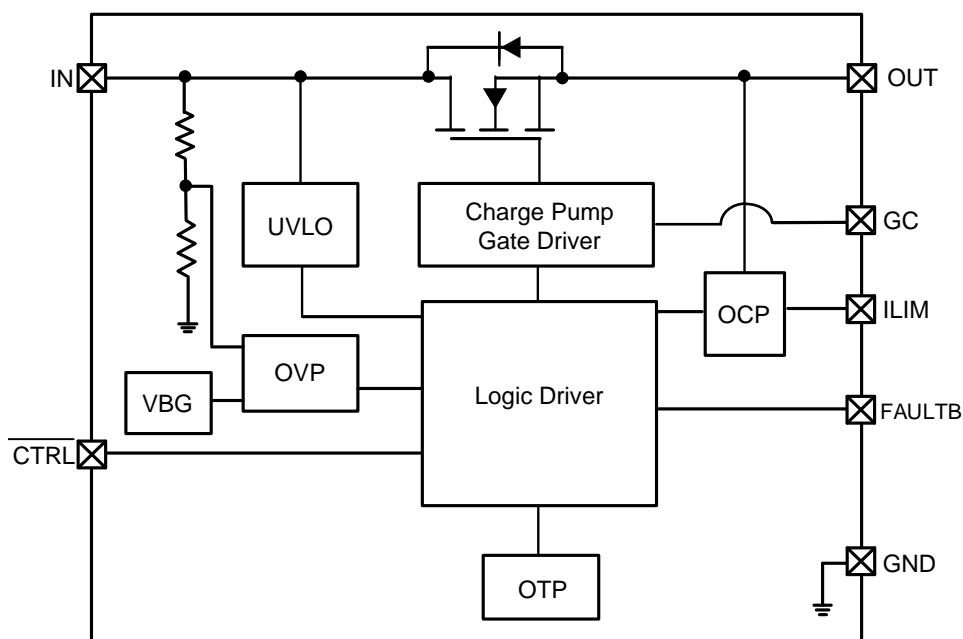 IN
OUT
UVLO
Charge Pump
Gate Driver
GC
OCP
ILIM
OVP
VBG
Logic Driver
FAULTB
CTRL
OTP
GND